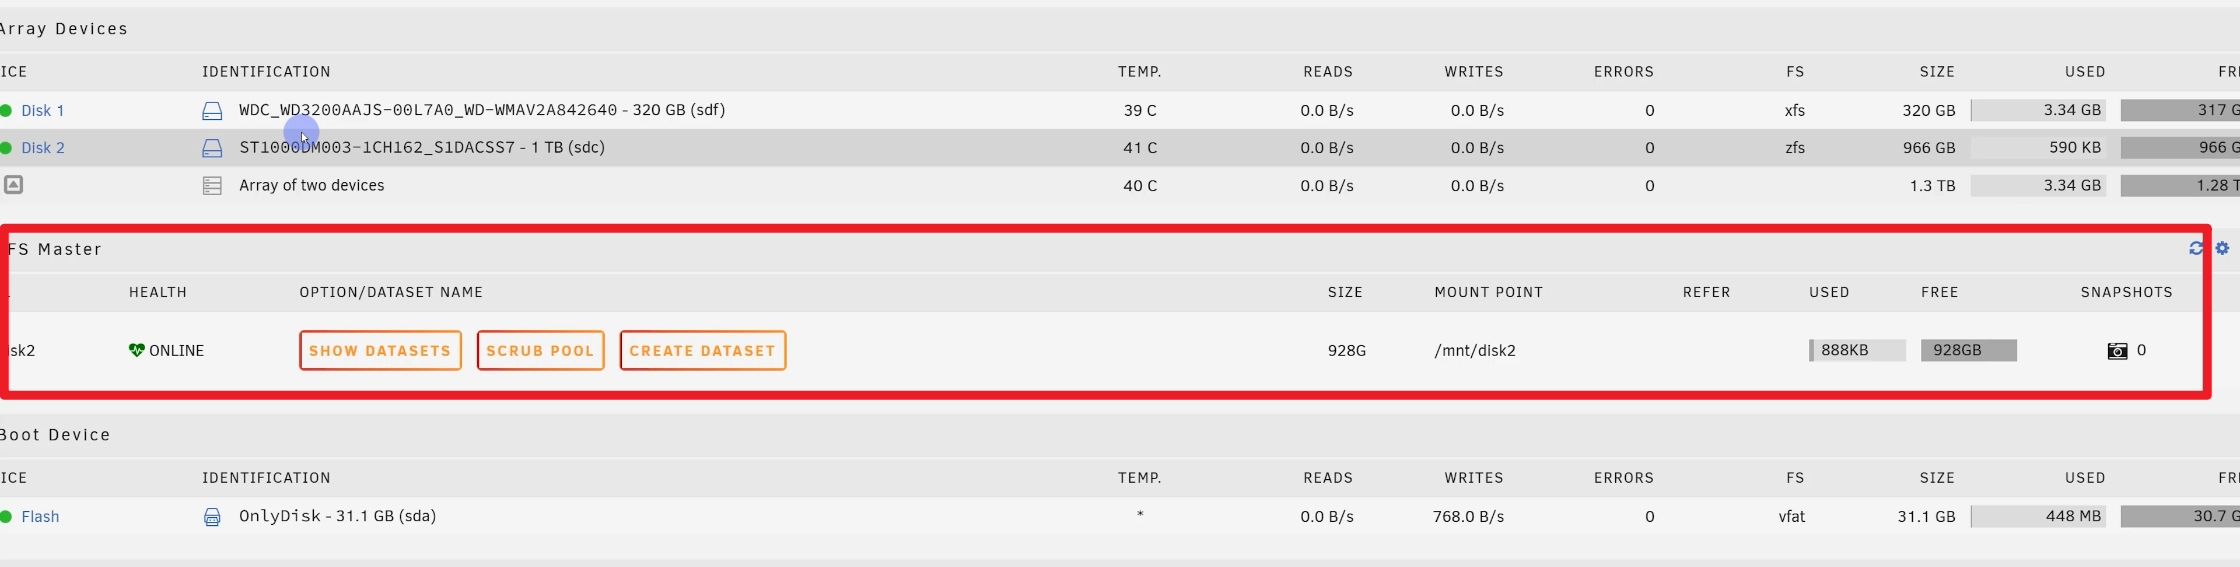 Array Devices
ICE IDENTIFICATION TEMP. READS WRITES ERRORS FS SIZE USED FRE
Disk 1 WDC_WD3200AAJS-00L7A0_WD-WMAV2A842640 - 320 GB (sdf) 39 C 0.0 B/s 0.0 B/s 0 xfs 320 GB 3.34 GB 317 G
Disk 2 ST1000DM003-1CH162_S1DACSS7 - 1 TB (sdc) 41 C 0.0 B/s 0.0 B/s 0 zfs 966 GB 590 KB 966 G
Array of two devices 40 C 0.0 B/s 0.0 B/s 0 1.3 TB 3.34 GB 1.28 T
FS Master
HEALTH OPTION/DATASET NAME SIZE MOUNT POINT REFER USED FREE SNAPSHOTS
isk2 ONLINE SHOW DATASETS SCRUB POOL CREATE DATASET 928G /mnt/disk2 888KB 928GB 0
Boot Device
ICE IDENTIFICATION TEMP. READS WRITES ERRORS FS SIZE USED FRE
Flash OnlyDisk - 31.1 GB (sda) * 0.0 B/s 768.0 B/s 0 vfat 31.1 GB 448 MB 30.7 G